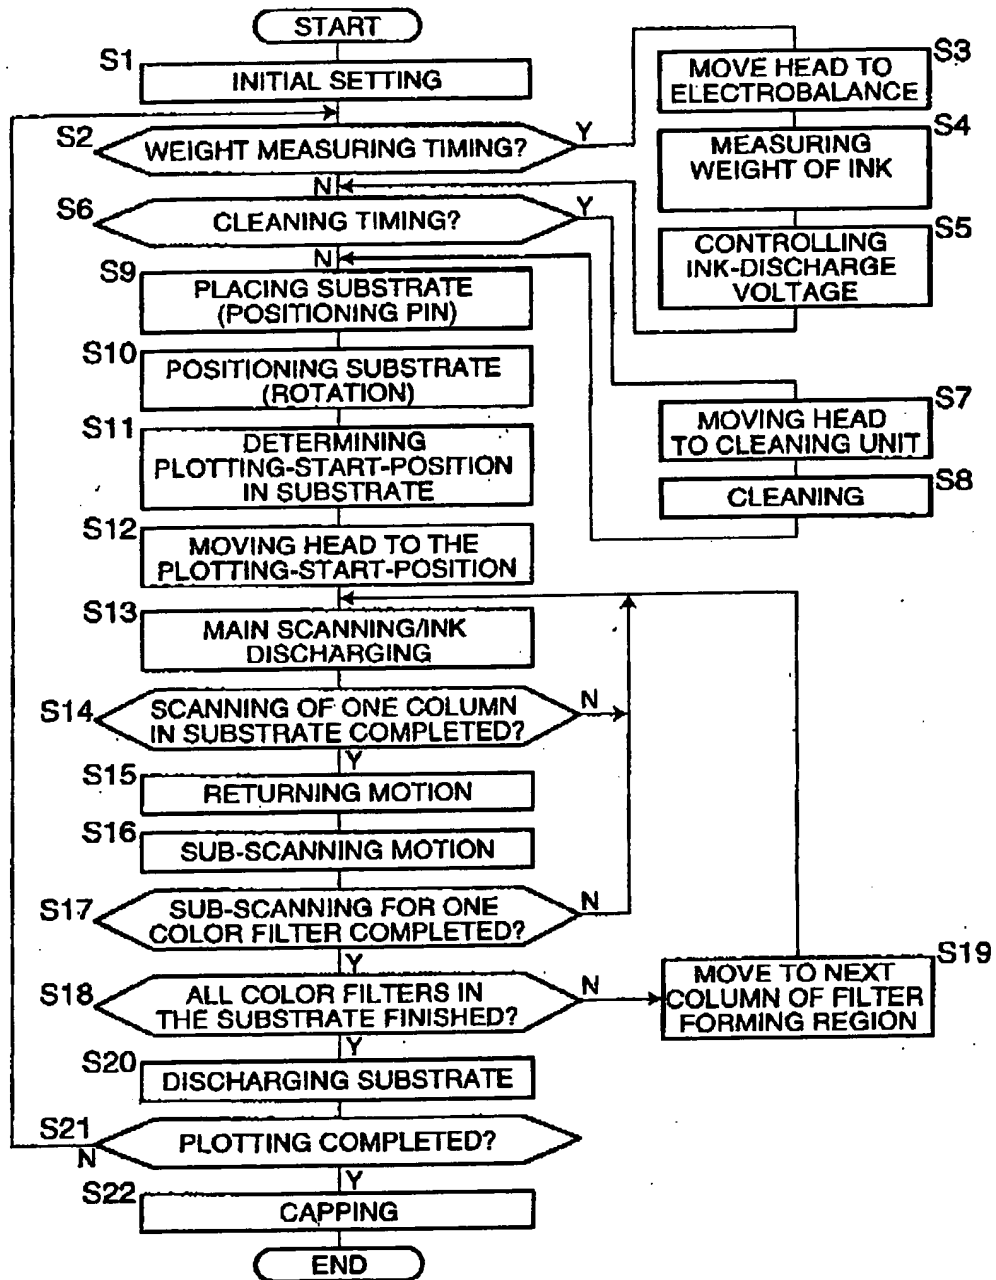 START
S1
INITIAL SETTING
S2
WEIGHT MEASURING TIMING?
Y
N
S3
MOVE HEAD TO
ELECTROBALANCE
S4
MEASURING
WEIGHT OF INK
S5
CONTROLLING
INK-DISCHARGE
VOLTAGE
S6
CLEANING TIMING?
Y
N
S7
MOVING HEAD
TO CLEANING UNIT
S8
CLEANING
S9
PLACING SUBSTRATE
(POSITIONING PIN)
S10
POSITIONING SUBSTRATE
(ROTATION)
S11
DETERMINING
PLOTTING-START-POSITION
IN SUBSTRATE
S12
MOVING HEAD TO THE
PLOTTING-START-POSITION
S13
MAIN SCANNING/INK
DISCHARGING
S14
SCANNING OF ONE COLUMN
IN SUBSTRATE COMPLETED?
N
Y
S15
RETURNING MOTION
S16
SUB-SCANNING MOTION
S17
SUB-SCANNING FOR ONE
COLOR FILTER COMPLETED?
N
Y
S18
ALL COLOR FILTERS IN
THE SUBSTRATE FINISHED?
N
Y
S19
MOVE TO NEXT
COLUMN OF FILTER
FORMING REGION
S20
DISCHARGING SUBSTRATE
S21
PLOTTING COMPLETED?
N
Y
S22
CAPPING
END